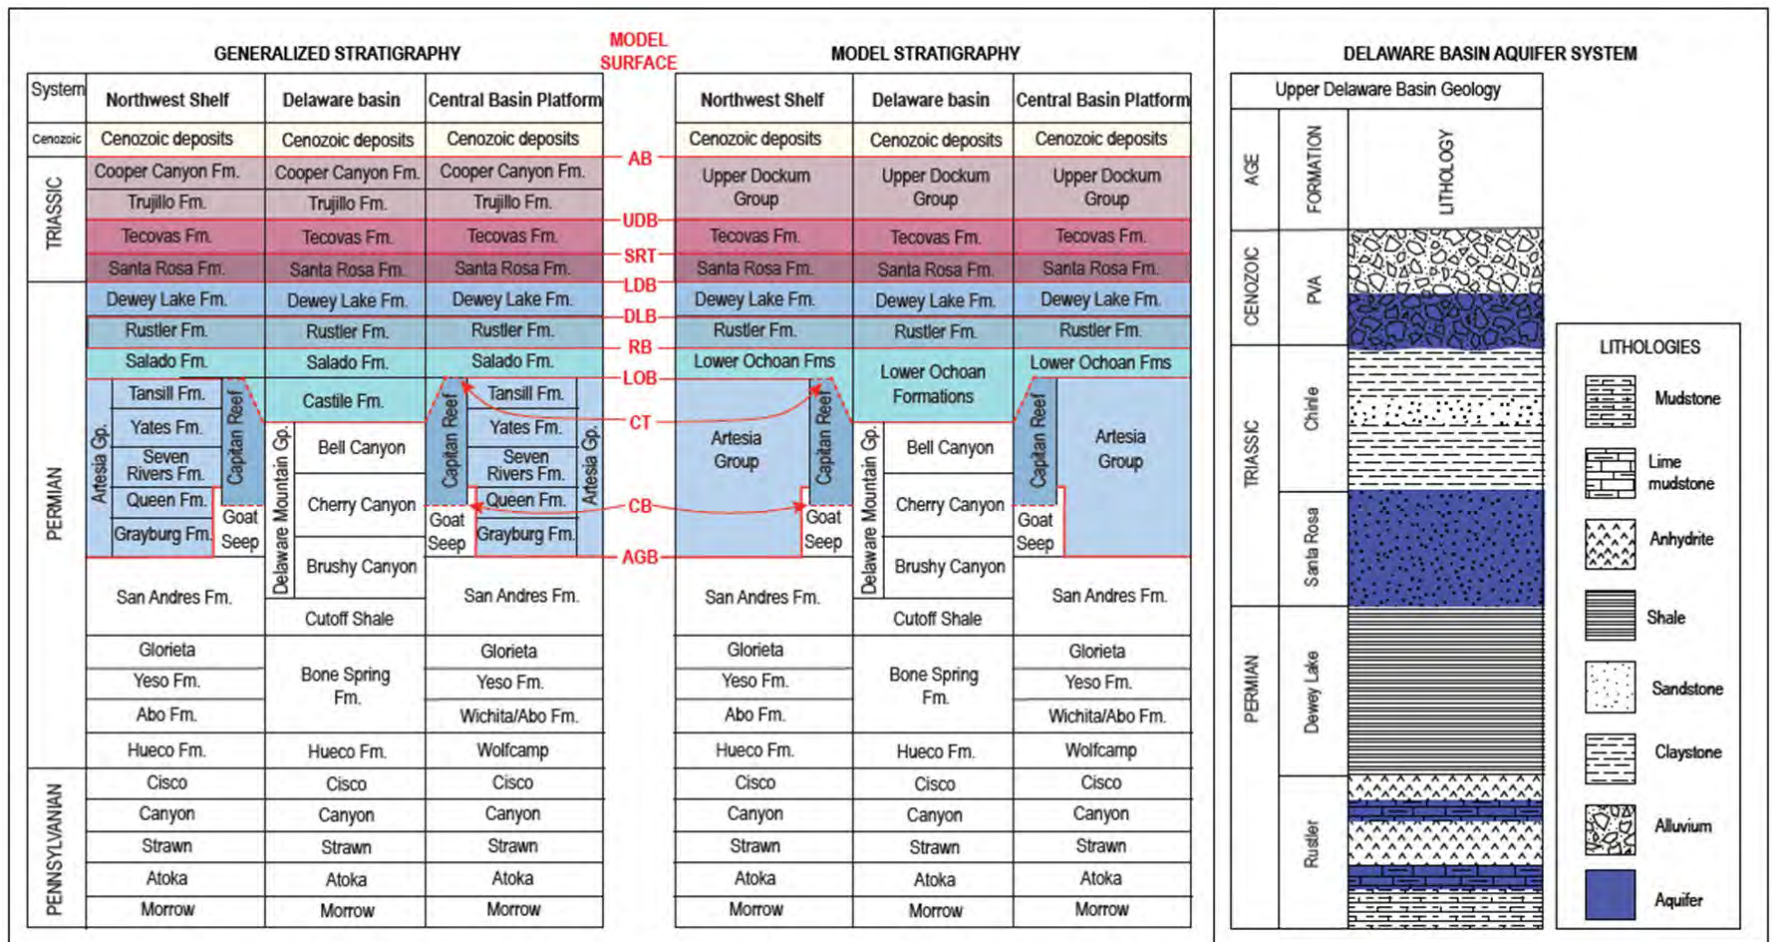 GENERALIZED STRATIGRAPHY
System
Northwest Shelf
Delaware basin
Central Basin Platform
Cenozoic
Cenozoic deposits
Cenozoic deposits
Cenozoic deposits
TRIASSIC
Cooper Canyon Fm.
Cooper Canyon Fm.
Cooper Canyon Fm.
Trujillo Fm.
Trujillo Fm.
Trujillo Fm.
Tecovas Fm.
Tecovas Fm.
Tecovas Fm.
Santa Rosa Fm.
Santa Rosa Fm.
Santa Rosa Fm.
PERMIAN
Dewey Lake Fm.
Dewey Lake Fm.
Dewey Lake Fm.
Rustler Fm.
Rustler Fm.
Rustler Fm.
Salado Fm.
Salado Fm.
Salado Fm.
Artesia Gp.
Tansill Fm.
Yates Fm.
Seven
Rivers Fm.
Queen Fm.
Grayburg Fm.
Capitan Reef
Goat
Seep
Castile Fm.
Delaware Mountain Gp.
Bell Canyon
Cherry Canyon
Brushy Canyon
Capitan Reef
Goat
Seep
Tansill Fm.
Yates Fm.
Seven
Rivers Fm.
Queen Fm.
Grayburg Fm.
Artesia Gp.
San Andres Fm.
Cutoff Shale
San Andres Fm.
Glorieta
Yeso Fm.
Abo Fm.
Hueco Fm.
Bone Spring
Fm.
Hueco Fm.
Glorieta
Yeso Fm.
Wichita/Abo Fm.
Wolfcamp
PENNSYLVANIAN
Cisco
Cisco
Cisco
Canyon
Canyon
Canyon
Strawn
Strawn
Strawn
Atoka
Atoka
Atoka
Morrow
Morrow
Morrow
MODEL
SURFACE
AB
UDB
SRT
LDB
DLB
RB
LOB
CT
CB
AGB
MODEL STRATIGRAPHY
Northwest Shelf
Delaware basin
Central Basin Platform
Cenozoic deposits
Cenozoic deposits
Cenozoic deposits
Upper Dockum
Group
Upper Dockum
Group
Upper Dockum
Group
Tecovas Fm.
Tecovas Fm.
Tecovas Fm.
Santa Rosa Fm.
Santa Rosa Fm.
Santa Rosa Fm.
Dewey Lake Fm.
Dewey Lake Fm.
Dewey Lake Fm.
Rustler Fm.
Rustler Fm.
Rustler Fm.
Lower Ochoan Fms
Lower Ochoan
Formations
Lower Ochoan Fms
Artesia
Group
Capitan Reef
Goat
Seep
Delaware Mountain Gp.
Bell Canyon
Cherry Canyon
Brushy Canyon
Capitan Reef
Goat
Seep
Artesia
Group
San Andres Fm.
Cutoff Shale
San Andres Fm.
Glorieta
Yeso Fm.
Abo Fm.
Hueco Fm.
Bone Spring
Fm.
Hueco Fm.
Glorieta
Yeso Fm.
Wichita/Abo Fm.
Wolfcamp
Cisco
Cisco
Cisco
Canyon
Canyon
Canyon
Strawn
Strawn
Strawn
Atoka
Atoka
Atoka
Morrow
Morrow
Morrow
DELAWARE BASIN AQUIFER SYSTEM
Upper Delaware Basin Geology
AGE
FORMATION
LITHOLOGY
CENOZOIC
PVA
TRIASSIC
Chinle
Santa Rosa
PERMIAN
Dewey Lake
Rustler
LITHOLOGIES
Mudstone
Lime
mudstone
Anhydrite
Shale
Sandstone
Claystone
Alluvium
Aquifer